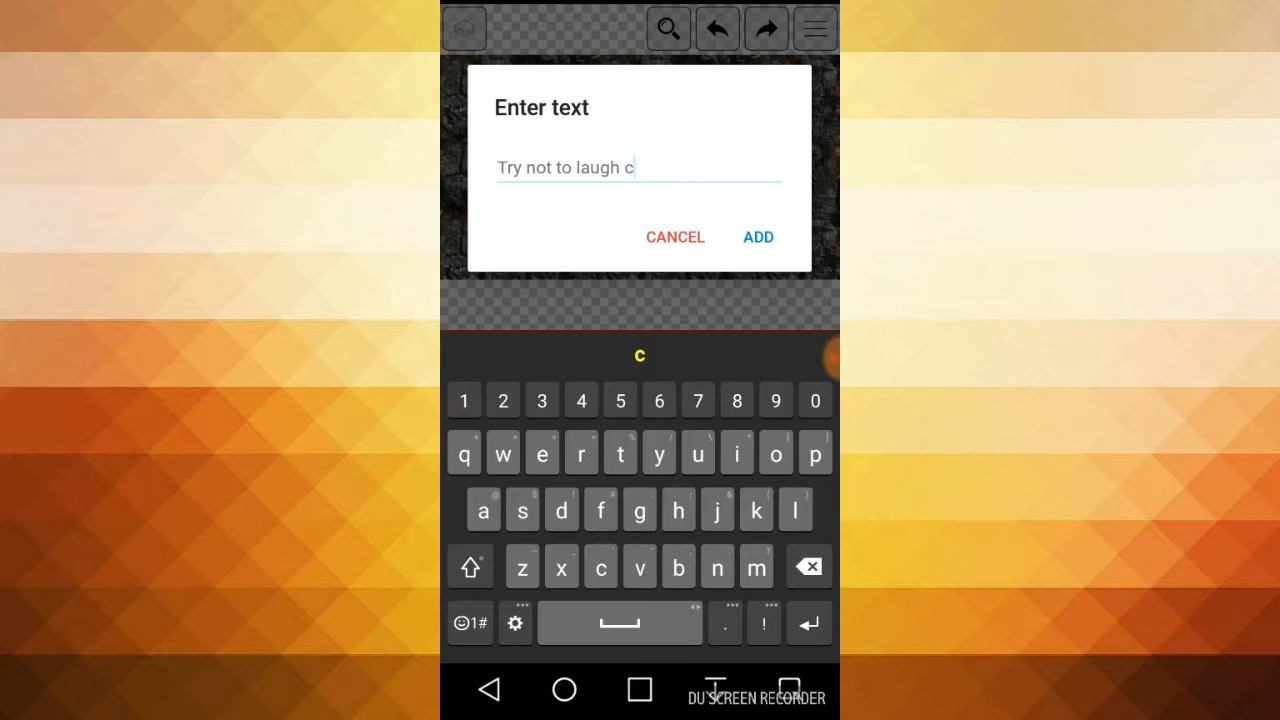 Enter text
Try not to laugh c
CANCEL ADD
c
1 2 3 4 5 6 7 8 9 0
q w e r t y u i o p
a s d f g h j k l
z x c v b n m
1# . !
DU SCREEN RECORDER